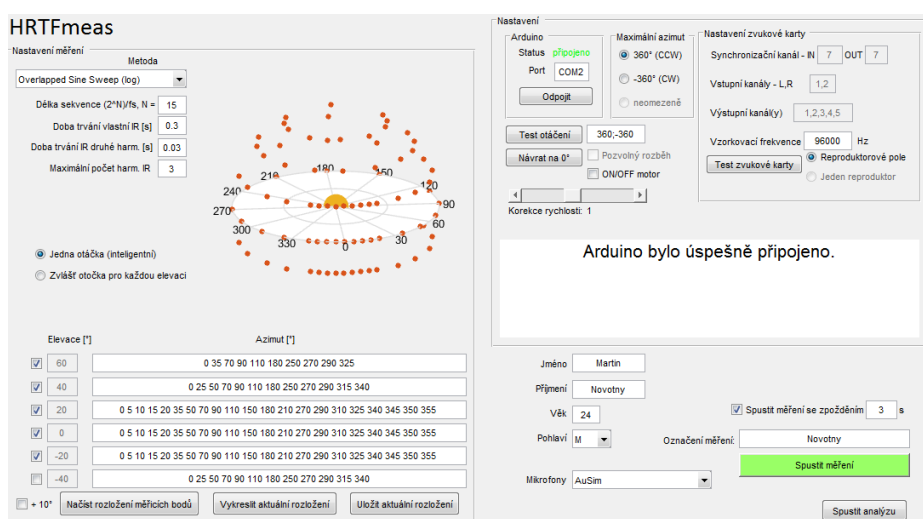 HRTFmeas
Nastavení měření
Metoda
Overlapped Sine Sweep (log)
Délka sekvence (2^N)/fs, N = 15
Doba trvání vlastní IR [s] 0.3
Doba trvání IR druhé harm. [s] 0.03
Maximální počet harm. IR 3
210 180 150
240 120
270 90
300 60
330 0 30
Jedna otáčka (inteligentní)
Zvlášť otočka pro každou elevaci
Elevace [°] Azimut [°]
60 0 35 70 90 110 180 250 270 290 325
40 0 25 50 70 90 110 180 250 270 290 315 340
20 0 5 10 15 20 35 50 70 90 110 150 180 210 270 290 310 325 340 345 350 355
0 0 5 10 15 20 35 50 70 90 110 150 180 210 270 290 310 325 340 345 350 355
-20 0 5 10 15 20 35 50 70 90 110 150 180 210 270 290 310 325 340 345 350 355
-40 0 25 50 70 90 110 180 250 270 290 315 340
+ 10° Načíst rozložení měřicích bodů Vykreslit aktuální rozložení Uložit aktuální rozložení
Nastavení
Arduino
Status připojeno
Port COM2
Odpojit
Maximální azimut
360° (CCW)
-360° (CW)
neomezeně
Nastavení zvukové karty
Synchronizační kanál - IN 7 OUT 7
Vstupní kanály - L,R 1,2
Výstupní kanál(y) 1,2,3,4,5
Vzorkovací frekvence 96000 Hz
Test zvukové karty
Reproduktorové pole
Jeden reproduktor
Test otáčení 360;-360
Návrat na 0° Pozvolný rozběh
ON/OFF motor
Korekce rychlosti: 1
Arduino bylo úspešně připojeno.
Jméno Martin
Příjmení Novotny
Věk 24
Pohlaví M
Mikrofony AuSim
Spustit měření se zpožděním 3 s
Označení měření: Novotny
Spustit měření
Spustit analýzu